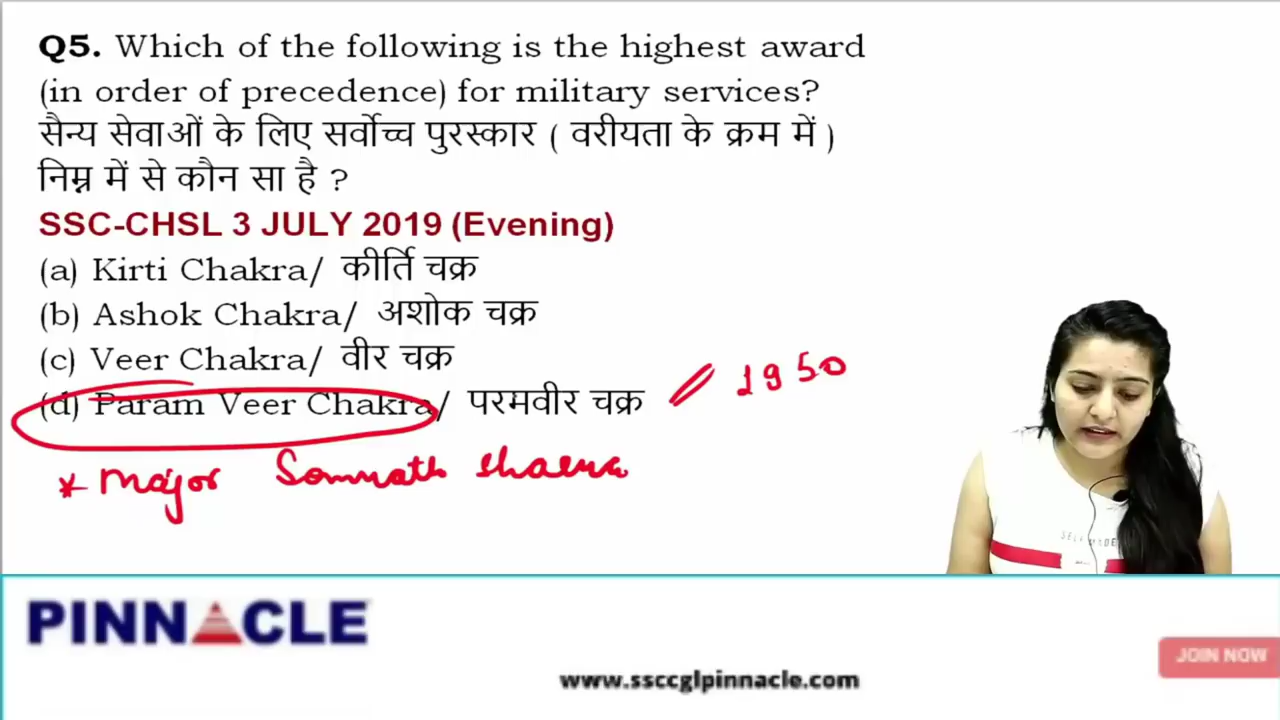 Q5. Which of the following is the highest award
(in order of precedence) for military services?
सैन्य सेवाओं के लिए सर्वोच्च पुरस्कार ( वरीयता के क्रम में )
निम्न में से कौन सा है ?
SSC-CHSL 3 JULY 2019 (Evening)
(a) Kirti Chakra/ कीर्ति चक्र
(b) Ashok Chakra/ अशोक चक्र
(c) Veer Chakra/ वीर चक्र
(d) Param Veer Chakra/ परमवीर चक्र 1950
* Major Somnath
PINNACLE
JOIN NOW
www.ssccglpinnacle.com